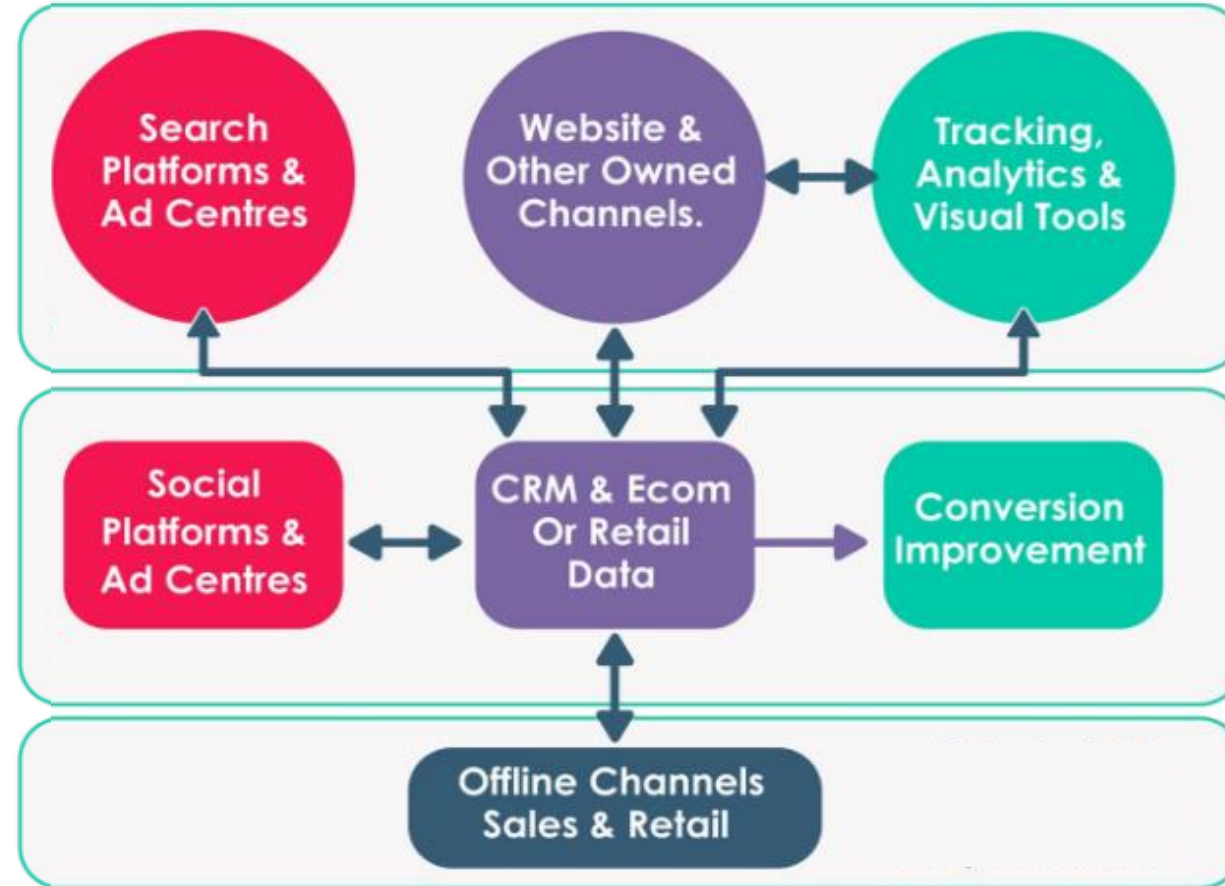 Search
Platforms &
Ad Centres
Website &
Other Owned
Channels.
Tracking,
Analytics &
Visual Tools
Social
Platforms &
Ad Centres
CRM & Ecom
Or Retail
Data
Conversion
Improvement
Offline Channels
Sales & Retail